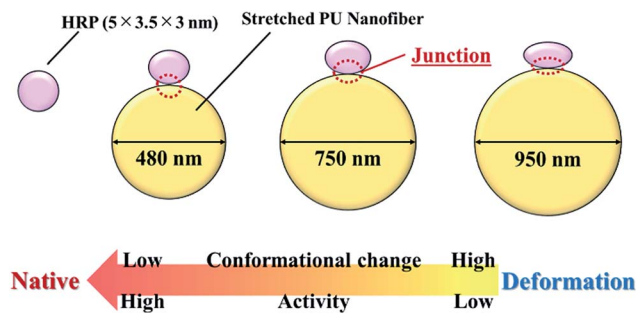 HRP (5×3.5×3 nm)
Stretched PU Nanofiber
Junction
480 nm
750 nm
950 nm
Low Conformational change High
Native Deformation
High Activity Low